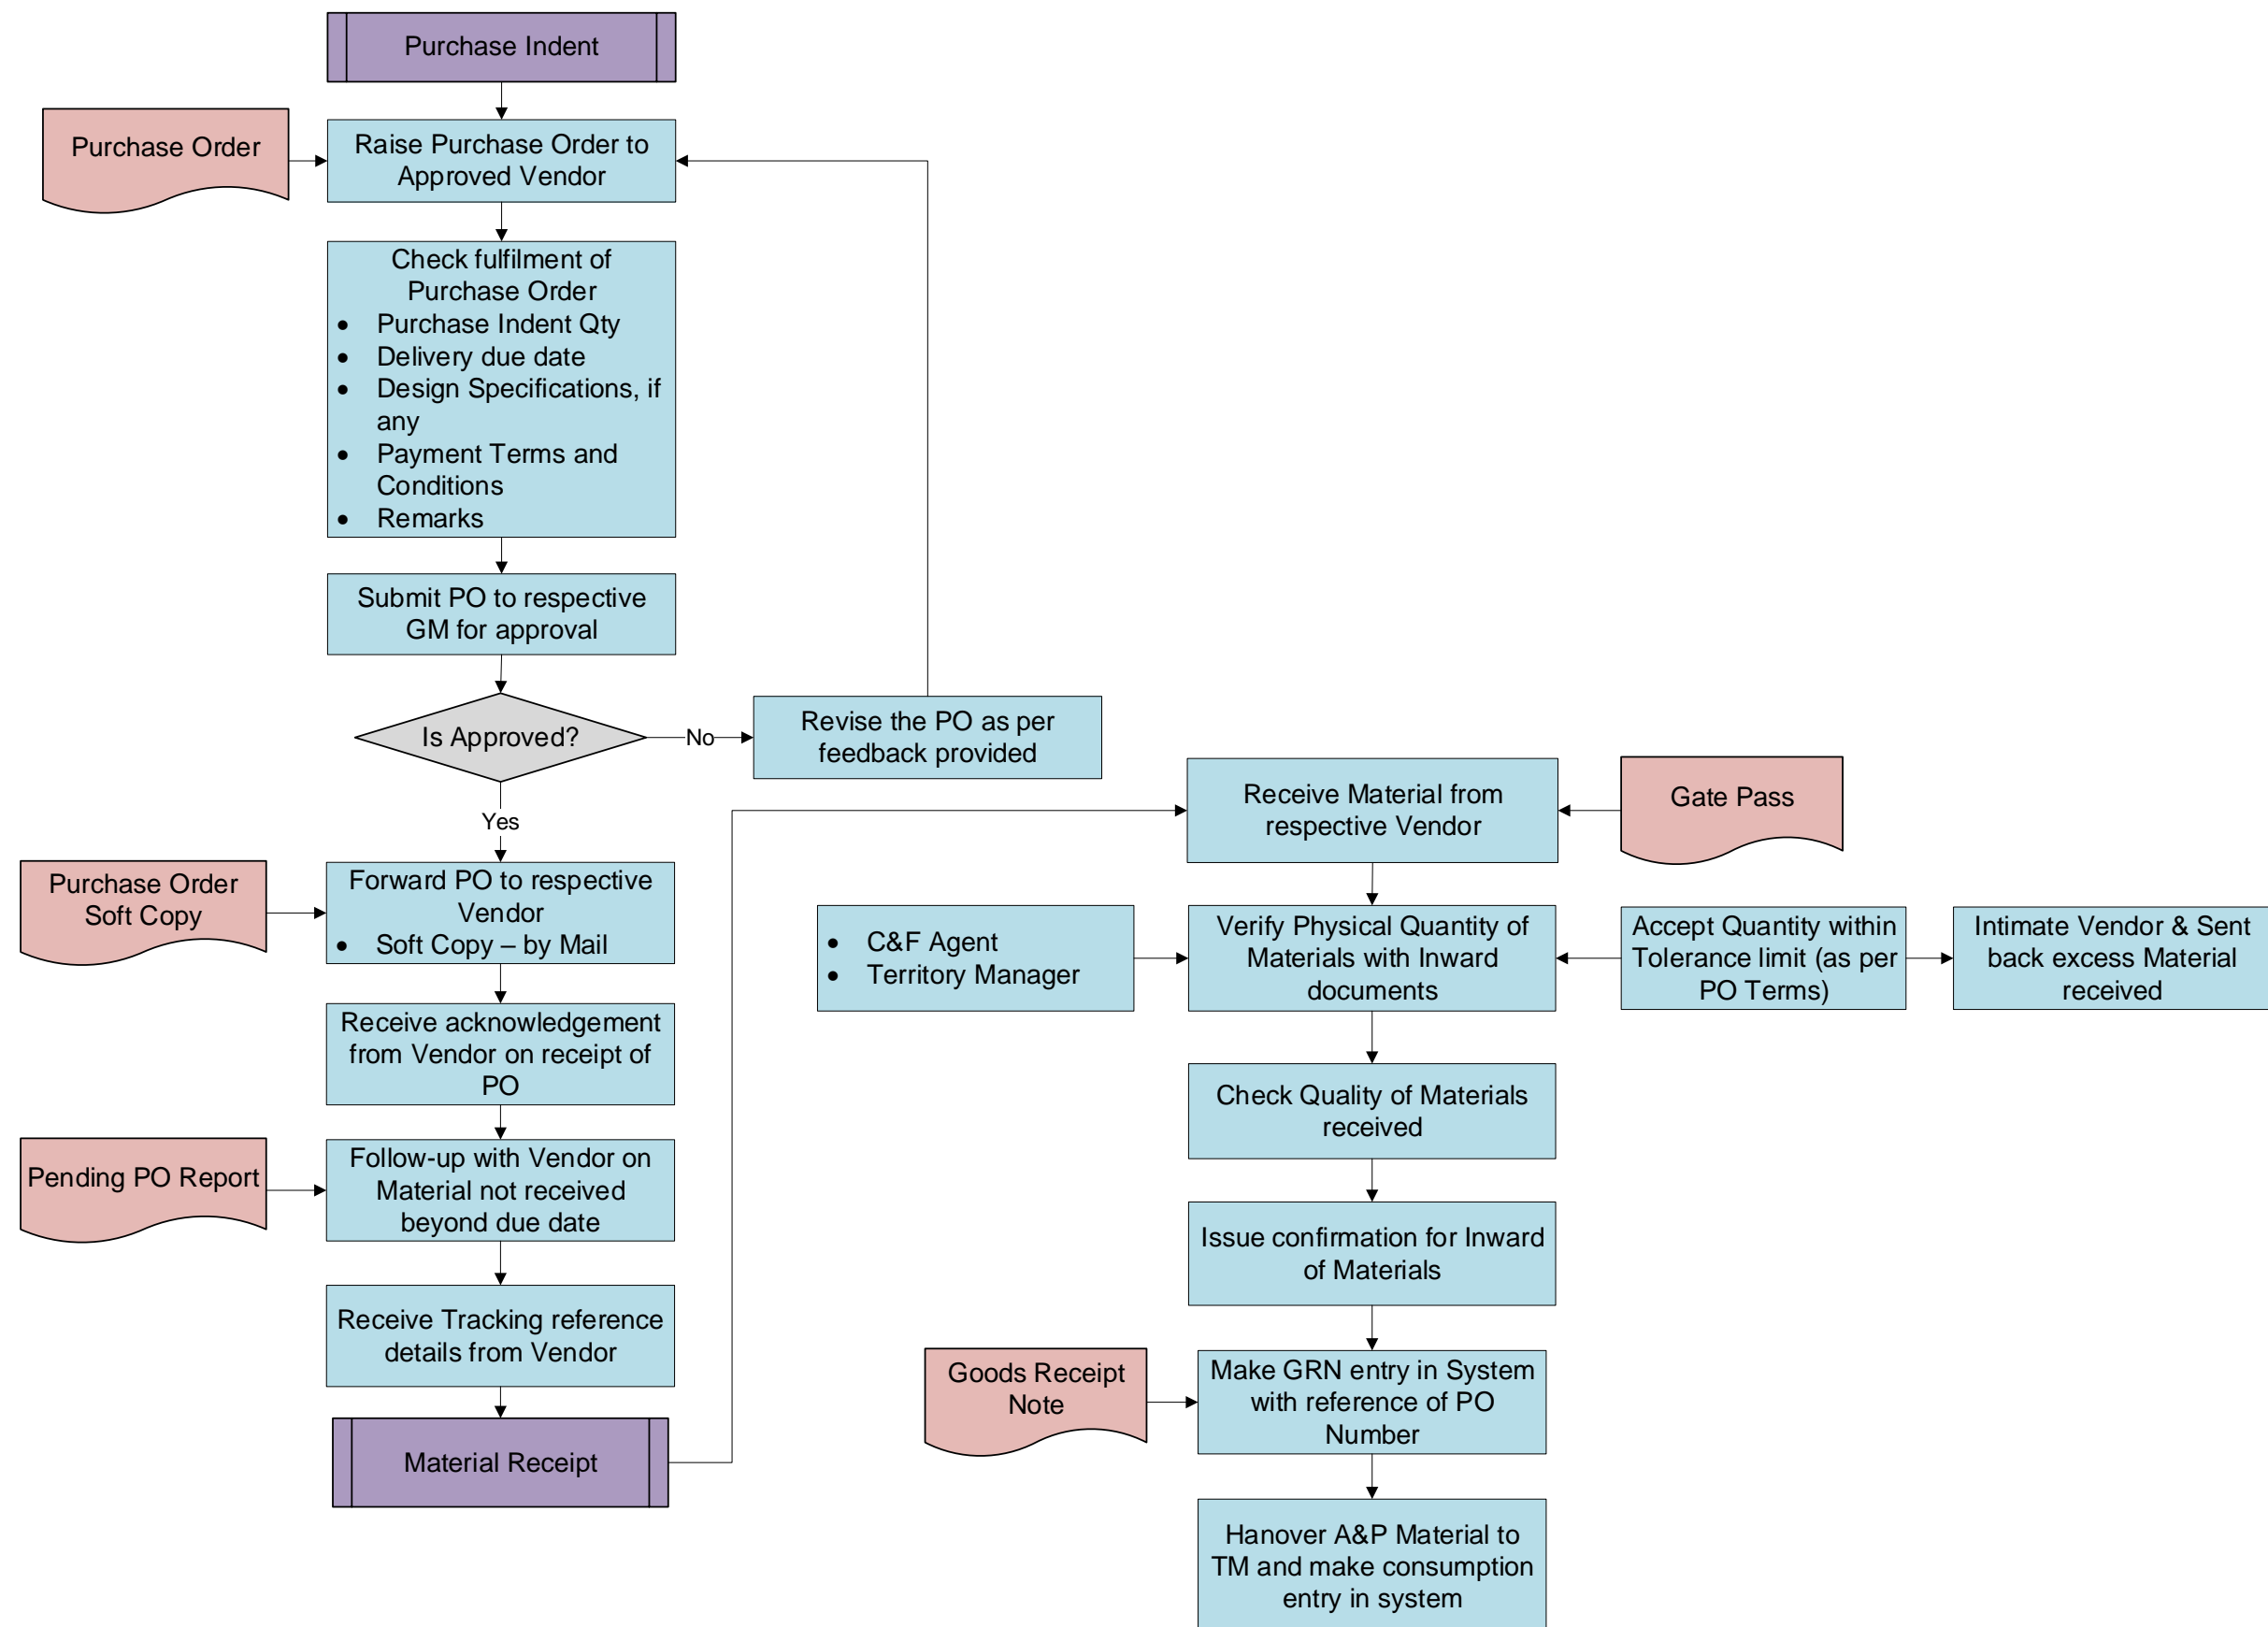 Purchase Indent
Purchase Order
Raise Purchase Order to
Approved Vendor
Check fulfilment of
Purchase Order
• Purchase Indent Qty
• Delivery due date
• Design Specifications, if
any
• Payment Terms and
Conditions
• Remarks
Submit PO to respective
GM for approval
Is Approved?
No
Revise the PO as per
feedback provided
Yes
Purchase Order
Soft Copy
Forward PO to respective
Vendor
• Soft Copy – by Mail
Receive acknowledgement
from Vendor on receipt of
PO
Pending PO Report
Follow-up with Vendor on
Material not received
beyond due date
Receive Tracking reference
details from Vendor
Material Receipt
Receive Material from
respective Vendor
Gate Pass
• C&F Agent
• Territory Manager
Verify Physical Quantity of
Materials with Inward
documents
Accept Quantity within
Tolerance limit (as per
PO Terms)
Intimate Vendor & Sent
back excess Material
received
Check Quality of Materials
received
Issue confirmation for Inward
of Materials
Goods Receipt
Note
Make GRN entry in System
with reference of PO
Number
Hanover A&P Material to
TM and make consumption
entry in system